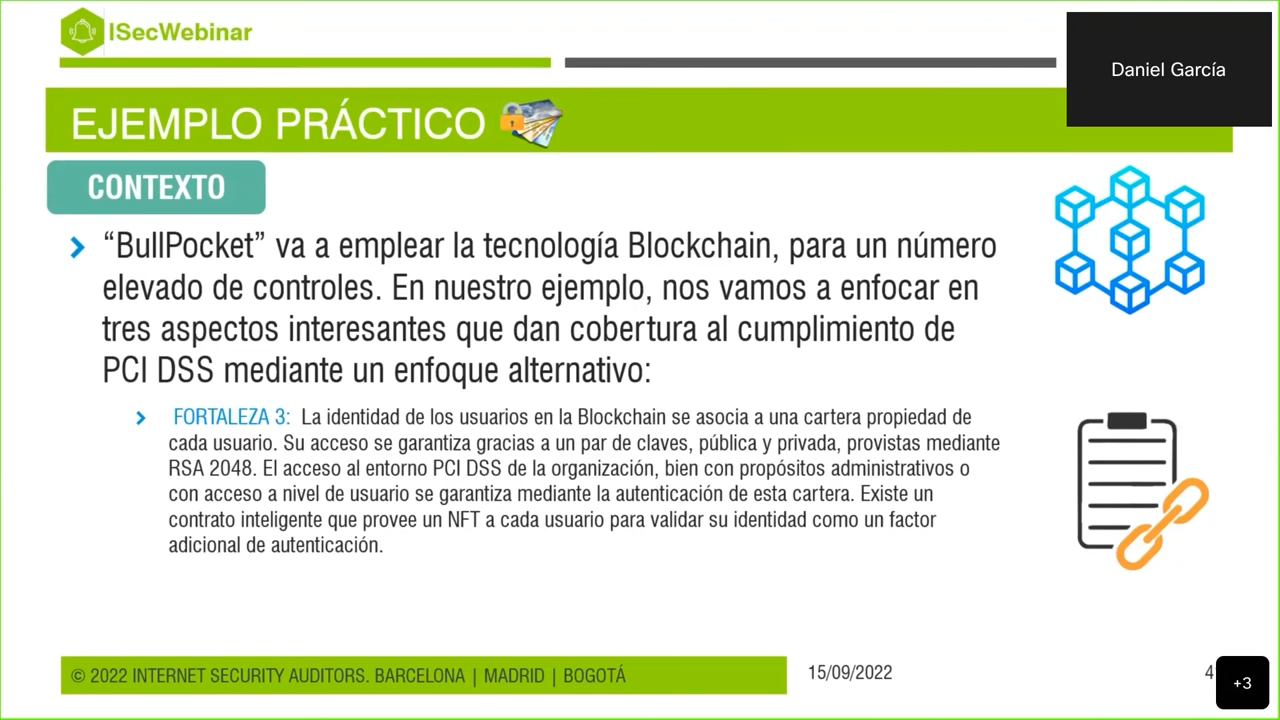 ISecWebinar
Daniel García
EJEMPLO PRÁCTICO
CONTEXTO
“BullPocket” va a emplear la tecnología Blockchain, para un número
elevado de controles. En nuestro ejemplo, nos vamos a enfocar en
tres aspectos interesantes que dan cobertura al cumplimiento de
PCI DSS mediante un enfoque alternativo:
FORTALEZA 3: La identidad de los usuarios en la Blockchain se asocia a una cartera propiedad de
cada usuario. Su acceso se garantiza gracias a un par de claves, pública y privada, provistas mediante
RSA 2048. El acceso al entorno PCI DSS de la organización, bien con propósitos administrativos o
con acceso a nivel de usuario se garantiza mediante la autenticación de esta cartera. Existe un
contrato inteligente que provee un NFT a cada usuario para validar su identidad como un factor
adicional de autenticación.
© 2022 INTERNET SECURITY AUDITORS. BARCELONA | MADRID | BOGOTÁ
15/09/2022
+3